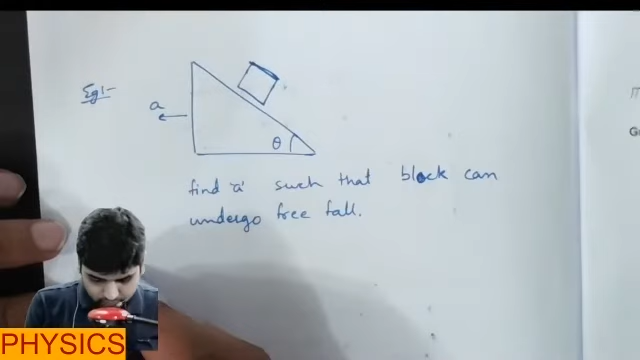 Eg1:-
a
θ
find 'a' such that block can
undergo free fall.
PHYSICS